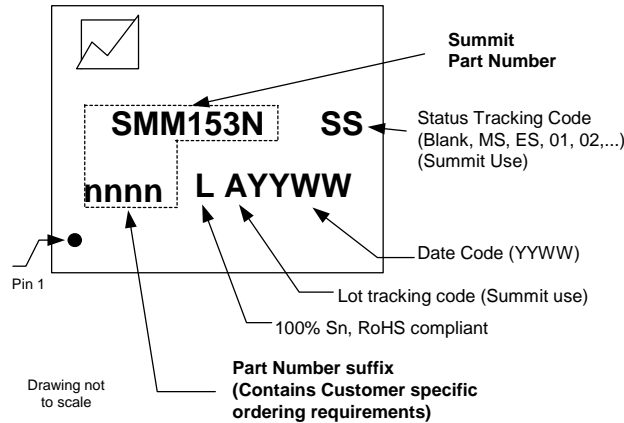 Summit
Part Number
SMM153N SS
Status Tracking Code
(Blank, MS, ES, 01, 02,...)
(Summit Use)
nnnn L AYYWW
Date Code (YYWW)
Pin 1
Lot tracking code (Summit use)
100% Sn, RoHS compliant
Part Number suffix
(Contains Customer specific
ordering requirements)
Drawing not
to scale